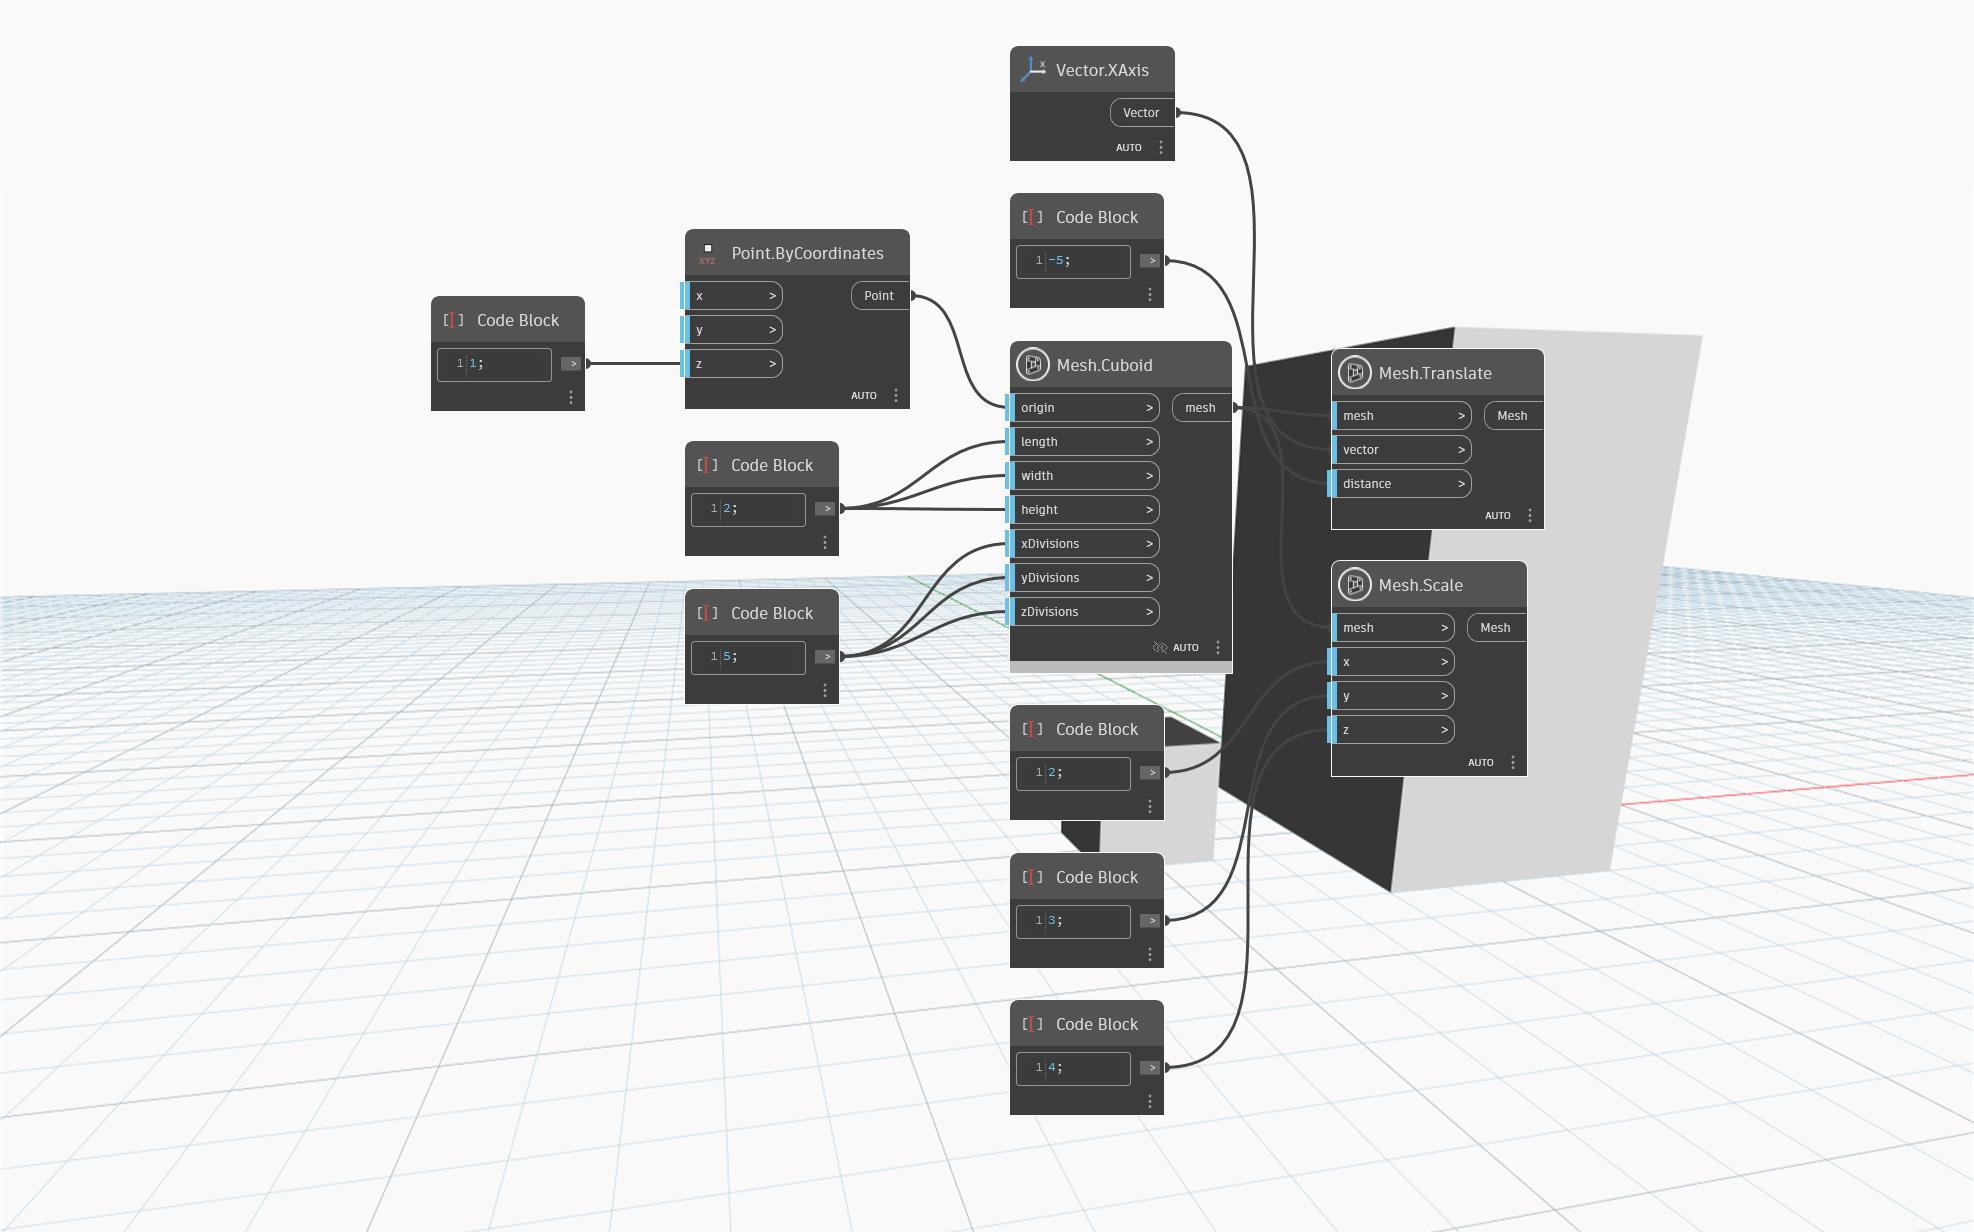 Vector.XAxis
Vector
AUTO
Code Block
1 -5;
>
Point.ByCoordinates
XYZ
x >
Point
y >
z >
AUTO
Code Block
1 1;
>
Mesh.Cuboid
origin >
mesh
length >
width >
height >
xDivisions >
yDivisions >
zDivisions >
AUTO
Code Block
1 2;
>
Code Block
1 5;
>
Mesh.Translate
mesh >
Mesh
vector >
distance >
AUTO
Mesh.Scale
mesh >
Mesh
x >
y >
z >
AUTO
Code Block
1 2;
>
Code Block
1 3;
>
Code Block
1 4;
>